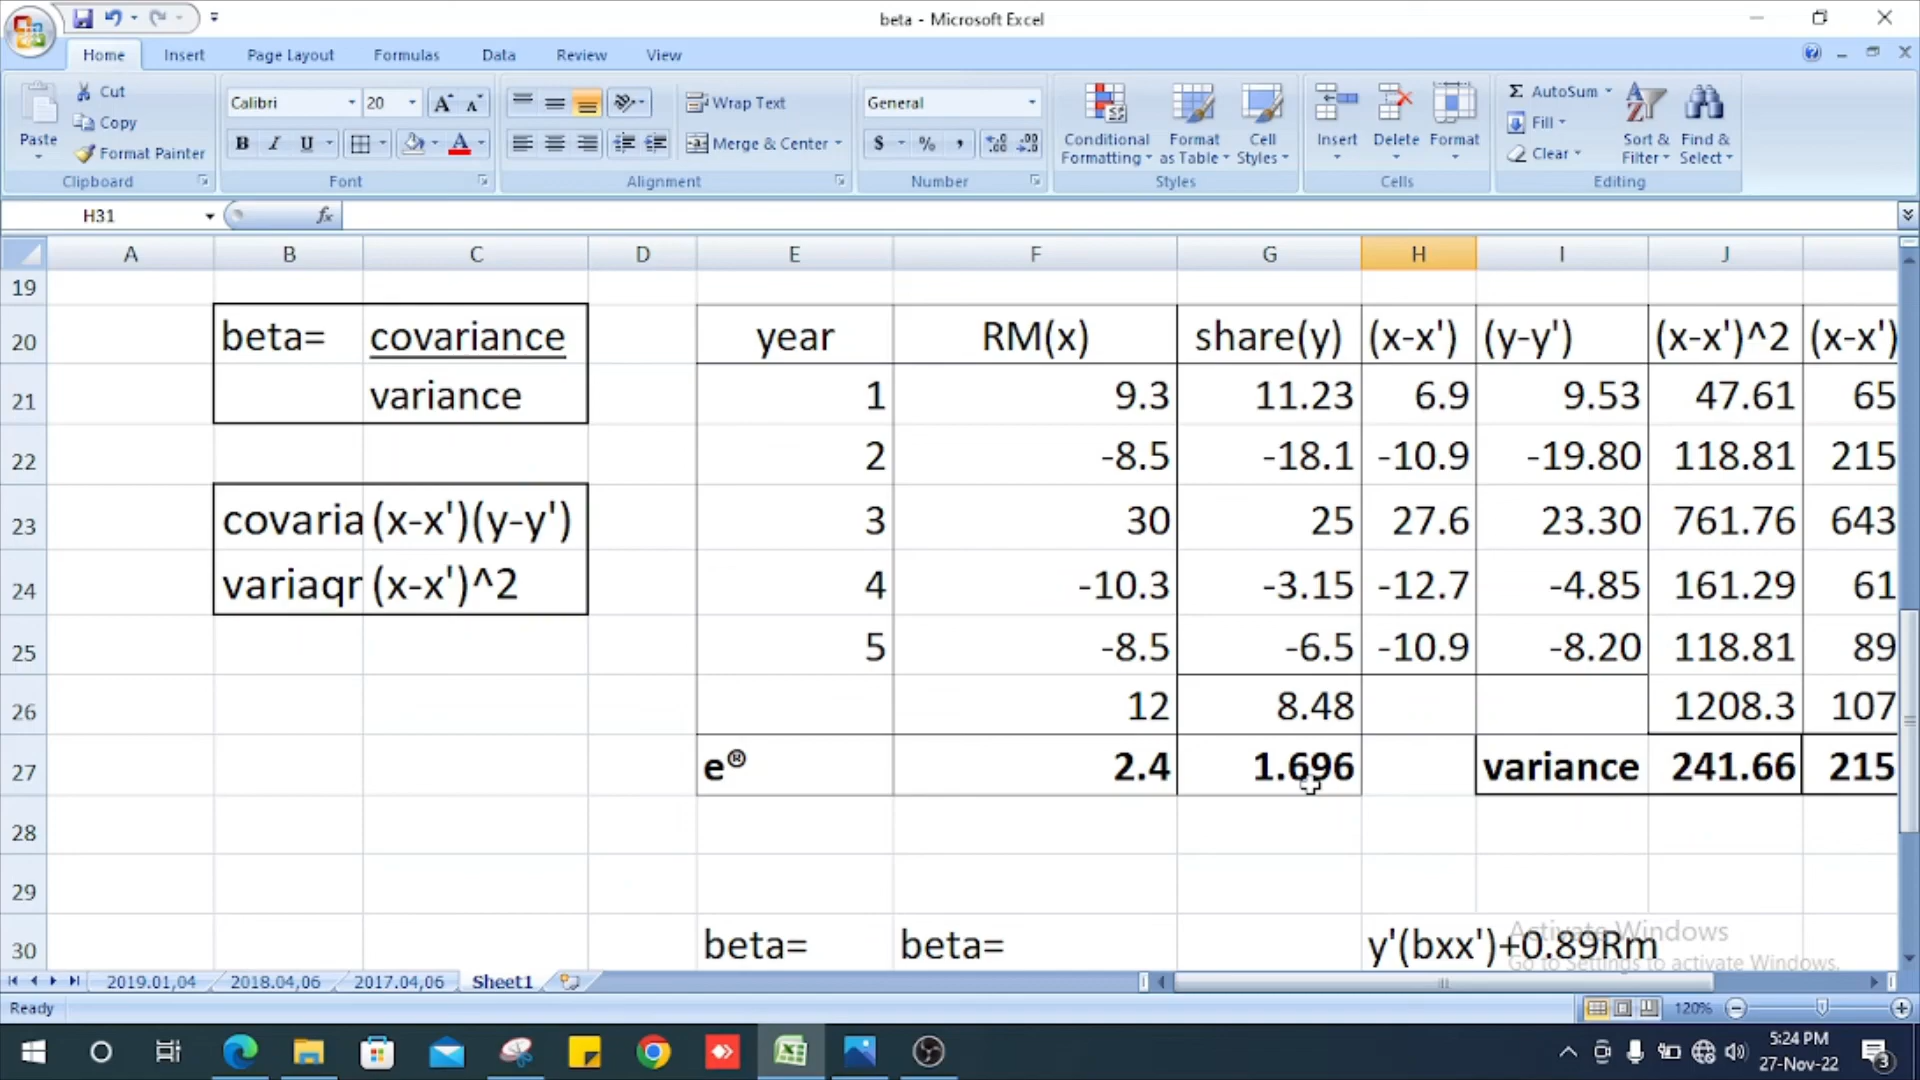 beta - Microsoft Excel
Home Insert Page Layout Formulas Data Review View
Paste Cut Copy Format Painter Clipboard
Calibri 20 Font
Wrap Text Merge & Center Alignment
General Number
Conditional Formatting Format as Table Cell Styles Styles
Insert Delete Format Cells
Σ AutoSum Fill Clear Sort & Filter Find & Select Editing
H31 fx
A B C D E F G H I J
19
20 beta= covariance year RM(x) share(y) (x-x') (y-y') (x-x')^2 (x-x')
21 variance 1 9.3 11.23 6.9 9.53 47.61 65
22 2 -8.5 -18.1 -10.9 -19.80 118.81 215
23 covaria (x-x')(y-y') 3 30 25 27.6 23.30 761.76 643
24 variaqr (x-x')^2 4 -10.3 -3.15 -12.7 -4.85 161.29 61
25 5 -8.5 -6.5 -10.9 -8.20 118.81 89
26 12 8.48 1208.3 107
27 e® 2.4 1.696 variance 241.66 215
28
29
30 beta= beta= y'(bxx')+0.89Rm
Activate Windows
Go to Settings to activate Windows.
2019.01,04 2018.04,06 2017.04,06 Sheet1
Ready 120%
5:24 PM
27-Nov-22
3